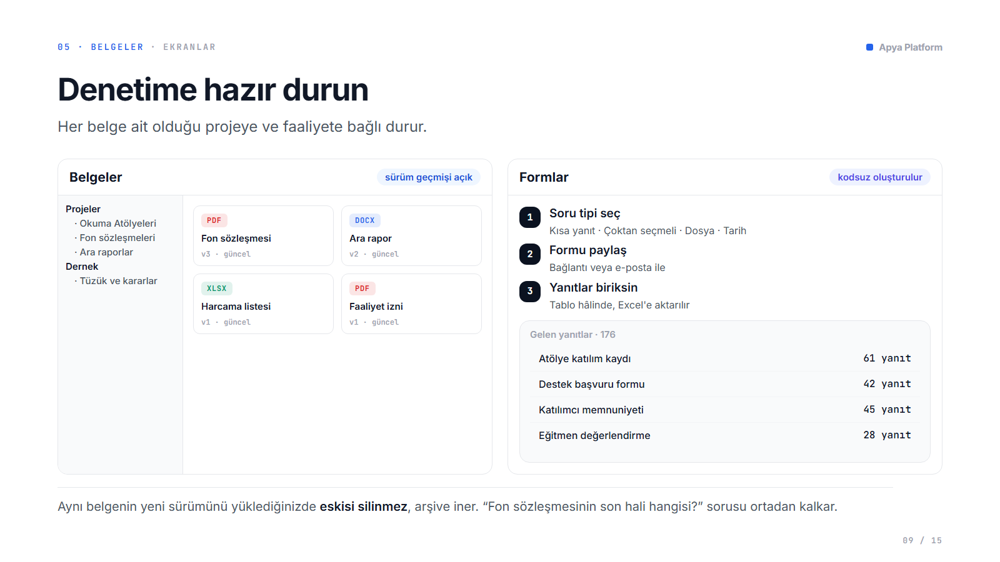 05 · BELGELER · EKRANLAR
Apya Platform
Denetime hazır durun
Her belge ait olduğu projeye ve faaliyete bağlı durur.
Belgeler
sürüm geçmişi açık
Projeler
· Okuma Atölyeleri
· Fon sözleşmeleri
· Ara raporlar
Dernek
· Tüzük ve kararlar
PDF
Fon sözleşmesi
v3 · güncel
DOCX
Ara rapor
v2 · güncel
XLSX
Harcama listesi
v1 · güncel
PDF
Faaliyet izni
v1 · güncel
Formlar
kodsuz oluşturulur
1
Soru tipi seç
Kısa yanıt · Çoktan seçmeli · Dosya · Tarih
2
Formu paylaş
Bağlantı veya e-posta ile
3
Yanıtlar biriksin
Tablo hâlinde, Excel'e aktarılır
Gelen yanıtlar · 176
Atölye katılım kaydı 61 yanıt
Destek başvuru formu 42 yanıt
Katılımcı memnuniyeti 45 yanıt
Eğitmen değerlendirme 28 yanıt
Aynı belgenin yeni sürümünü yüklediğinizde eskisi silinmez, arşive iner. “Fon sözleşmesinin son hali hangisi?” sorusu ortadan kalkar.
09 / 15